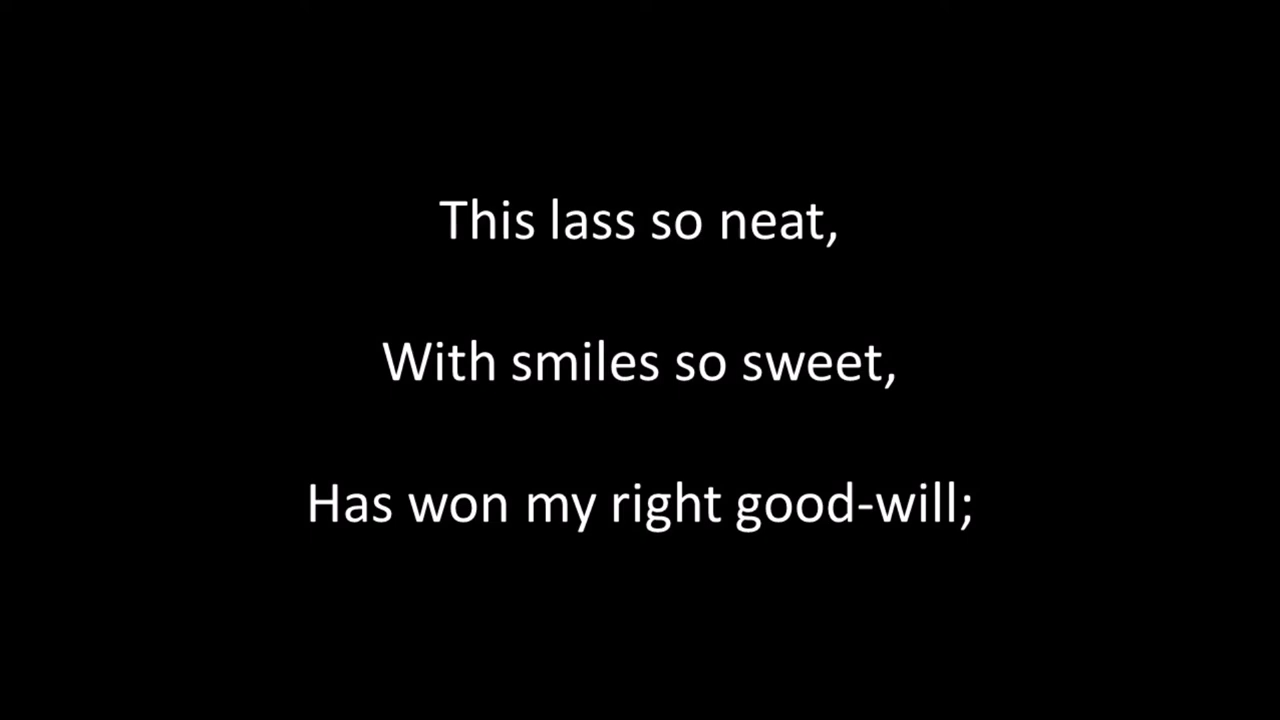 This lass so neat,
With smiles so sweet,
Has won my right good-will;